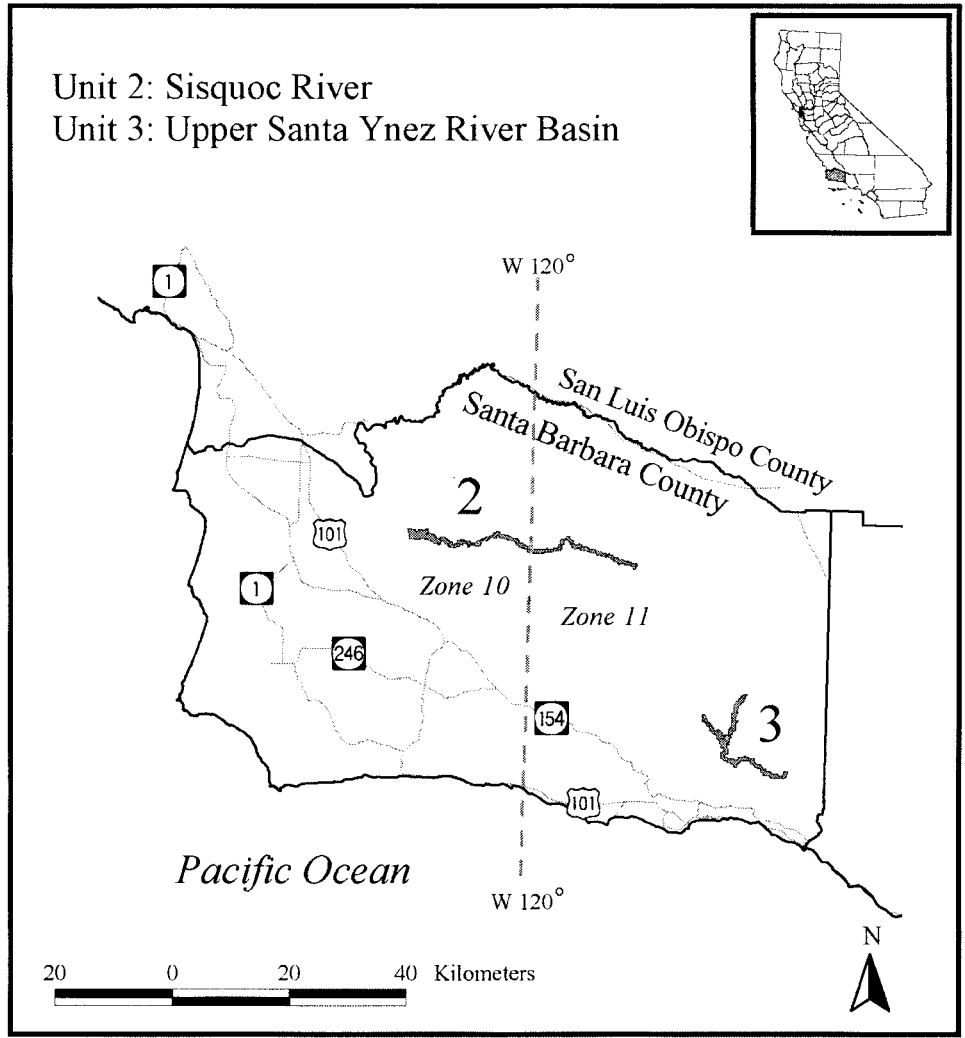 Unit 2: Sisquoc River
Unit 3: Upper Santa Ynez River Basin
W 120°
1
San Luis Obispo County
Santa Barbara County
2
101
1
Zone 10
Zone 11
246
154
3
101
Pacific Ocean
W 120°
N
20 0 20 40 Kilometers